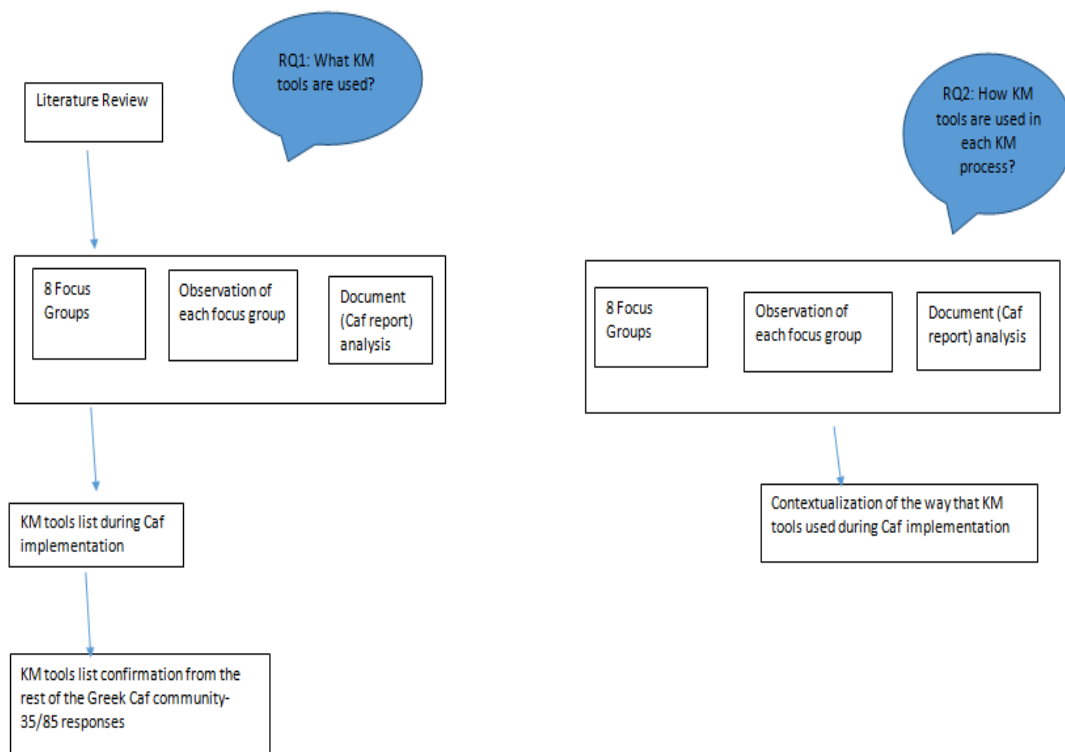 RQ1: What KM
tools are used?
Literature Review
8 Focus
Groups
Observation of
each focus group
Document
(Caf report)
analysis
KM tools list during Caf
implementation
KM tools list confirmation from the
rest of the Greek Caf community-
35/85 responses
RQ2: How KM
tools are used in
each KM
process?
8 Focus
Groups
Observation of
each focus group
Document (Caf
report) analysis
Contextualization of the way that KM
tools used during Caf implementation